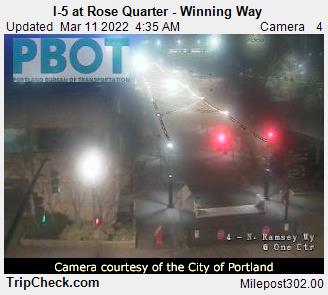 I-5 at Rose Quarter - Winning Way
Updated Mar 11 2022 4:35 AM Camera 4
PBOT
PORTLAND BUREAU OF TRANSPORTATION
4 - N. Ramsey Wy
@ One Ctr
Camera courtesy of the City of Portland
TripCheck.com Milepost302.00